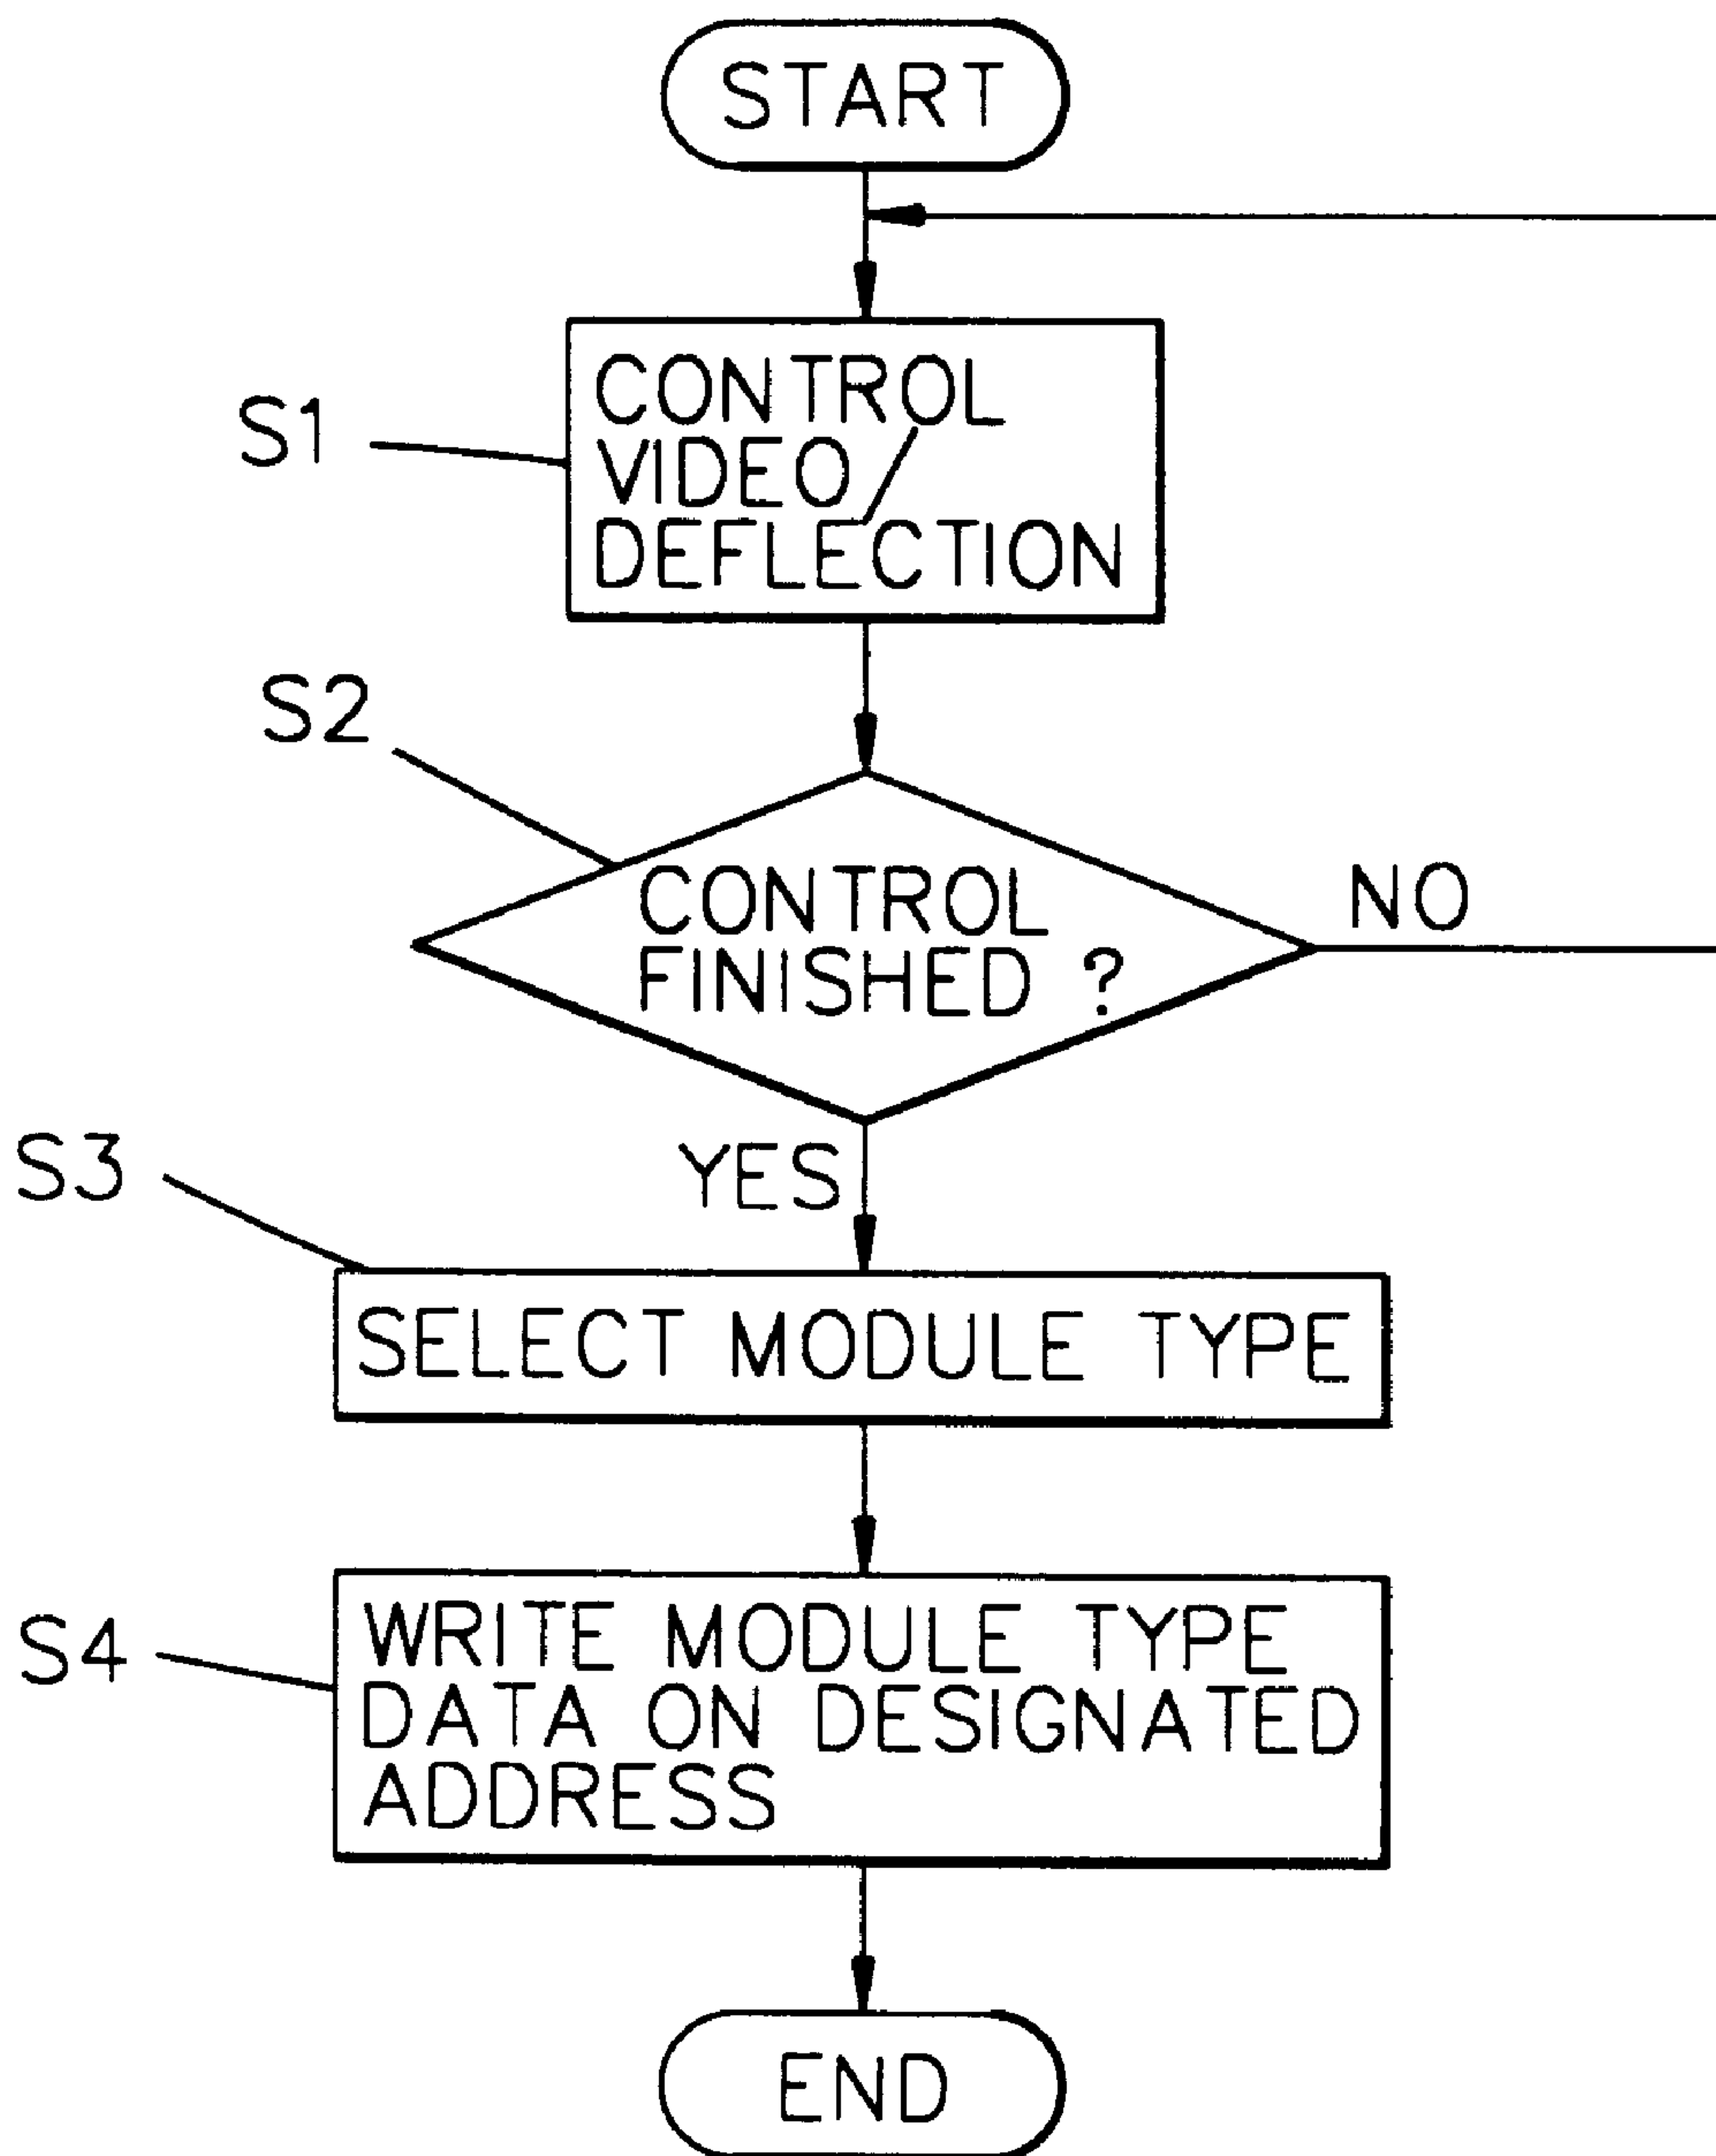 START
S1
CONTROL
VIDEO/
DEFLECTION
S2
CONTROL
FINISHED ?
NO
YES
S3
SELECT MODULE TYPE
S4
WRITE MODULE TYPE
DATA ON DESIGNATED
ADDRESS
END